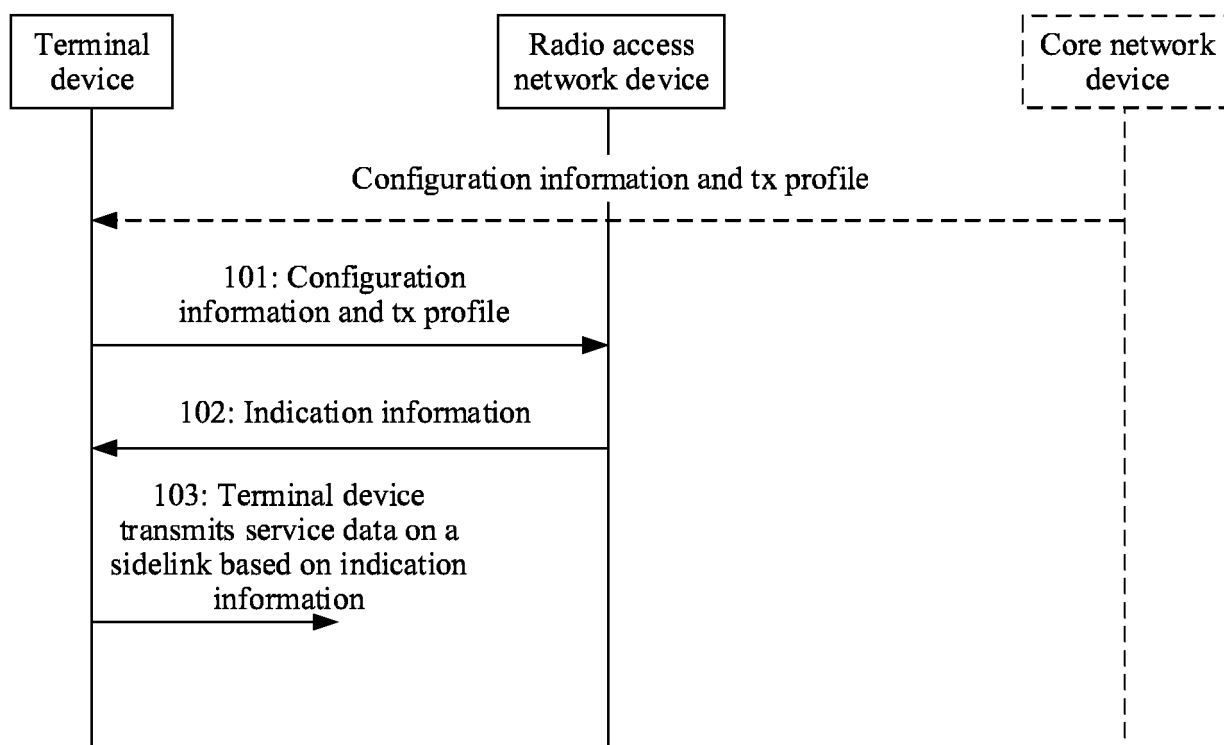 Terminal
device
Radio access
network device
Core network
device
Configuration information and tx profile
101: Configuration
information and tx profile
102: Indication information
103: Terminal device
transmits service data on a
sidelink based on indication
information